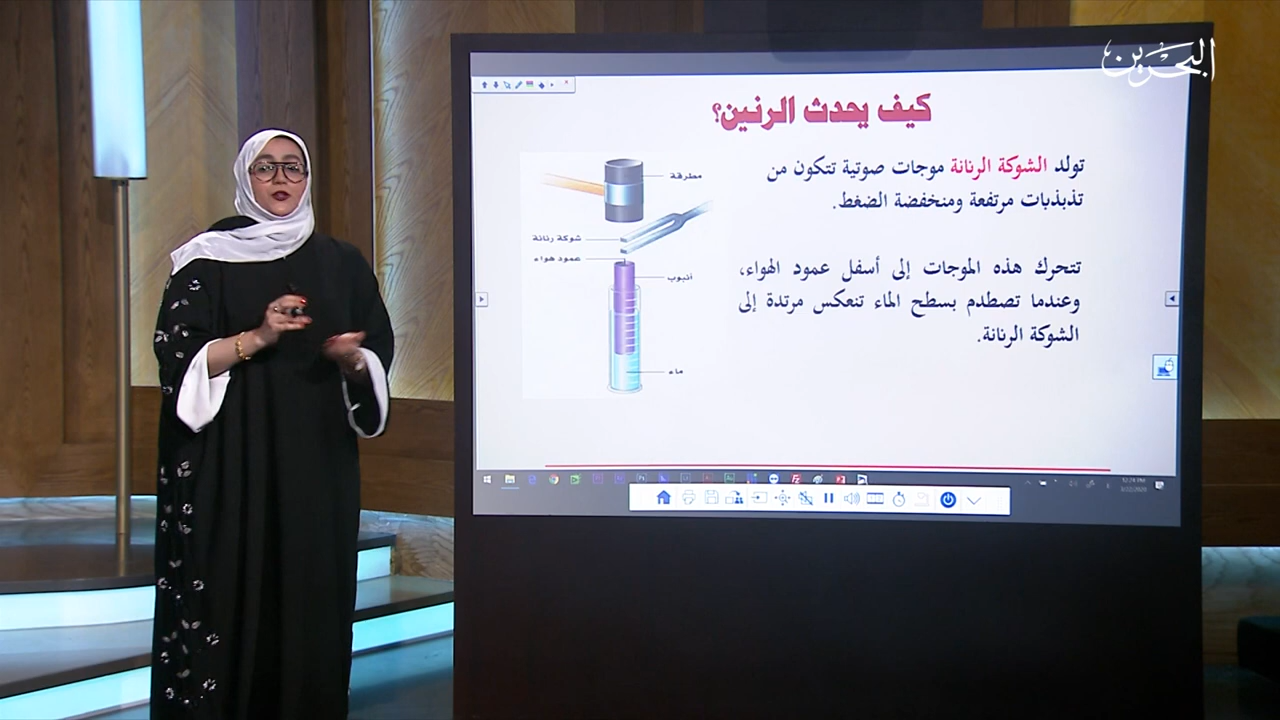 البحرين
كيف يحدث الرنين؟
تولد الشوكة الرنانة موجات صوتية تتكون من
تذبذبات مرتفعة ومنخفضة الضغط.
مطرقة
شوكة رنانة
عمود هواء
أنبوب
ماء
تتحرك هذه الموجات إلى أسفل عمود الهواء،
وعندما تصطدم بسطح الماء تنعكس مرتدة إلى
الشوكة الرنانة.